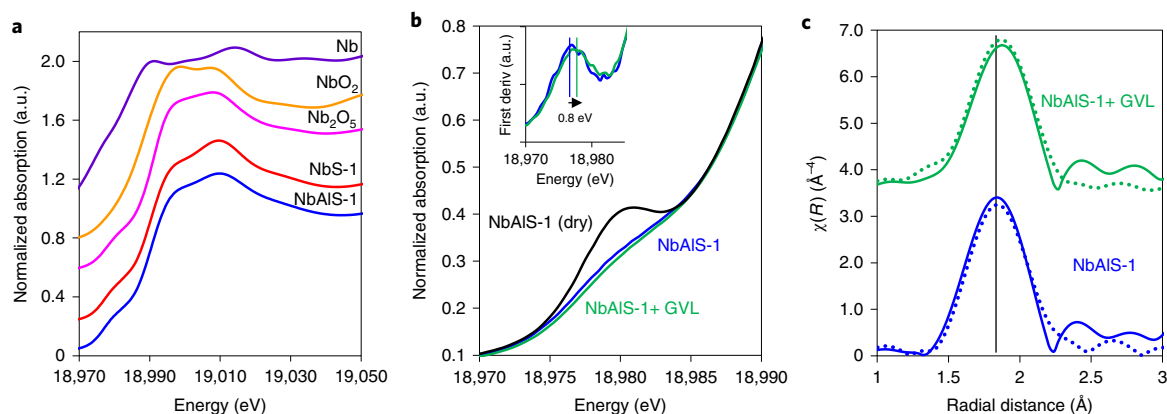 a
Normalized absorption (a.u.)
2.0
1.6
1.2
0.8
0.4
0
18,970
18,990
19,010
19,030
19,050
Energy (eV)
Nb
NbO₂
Nb₂O₅
NbS-1
NbAlS-1
b
Normalized absorption (a.u.)
0.8
0.7
0.6
0.5
0.4
0.3
0.2
0.1
18,970
18,975
18,980
18,985
18,990
Energy (eV)
First deriv (a.u.)
0.8 eV
18,970
18,980
Energy (eV)
NbAlS-1 (dry)
NbAlS-1
NbAlS-1+ GVL
c
χ(R) (Å⁻⁴)
7.0
6.0
5.0
4.0
3.0
2.0
1.0
0
1
1.5
2
2.5
3
Radial distance (Å)
NbAlS-1+ GVL
NbAlS-1